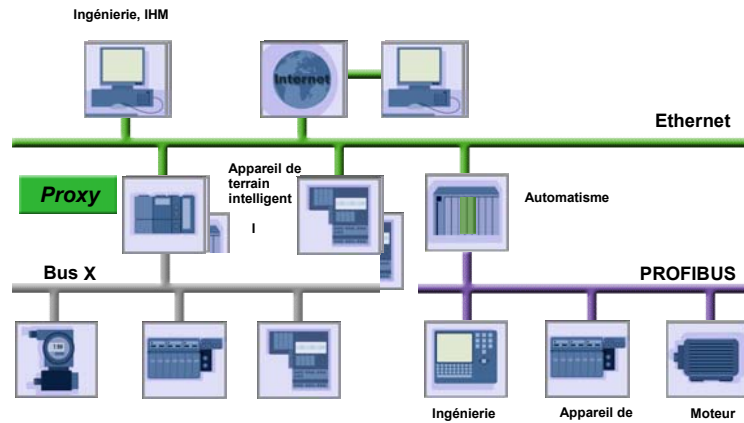 Ingénierie, IHM
Internet
Ethernet
Proxy
Appareil de
terrain
intelligent
I
Automatisme
Bus X
PROFIBUS
Ingénierie
Appareil de
Moteur